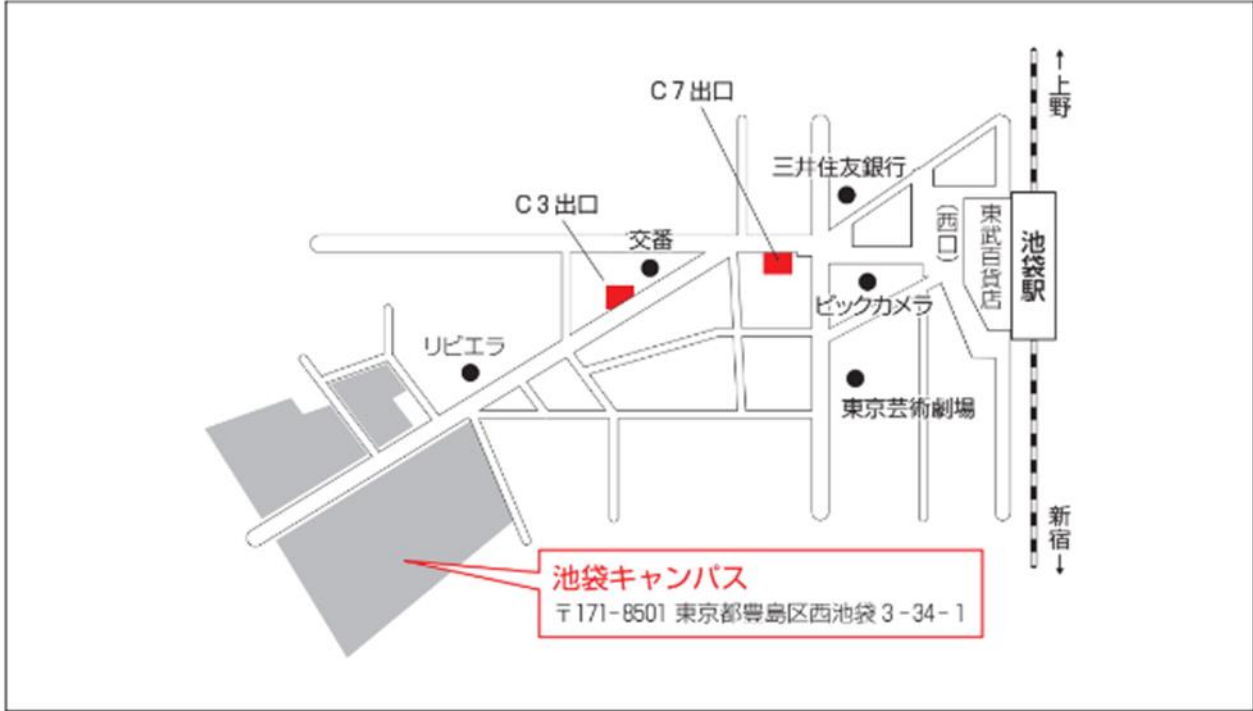 ↑上野
C7出口
三井住友銀行
C3出口
交番
(西口)
東武百貨店
池袋駅
ビックカメラ
リビエラ
東京芸術劇場
新宿↓
池袋キャンパス
〒171-8501 東京都豊島区西池袋3-34-1